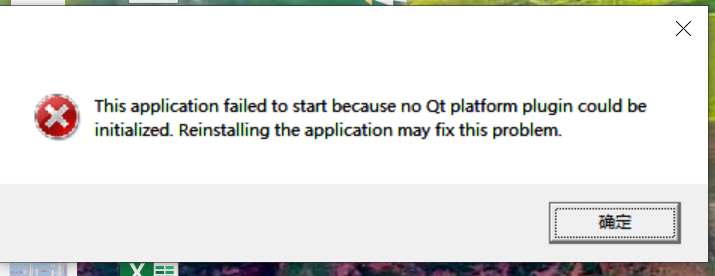 This application failed to start because no Qt platform plugin could be
initialized. Reinstalling the application may fix this problem.
确定